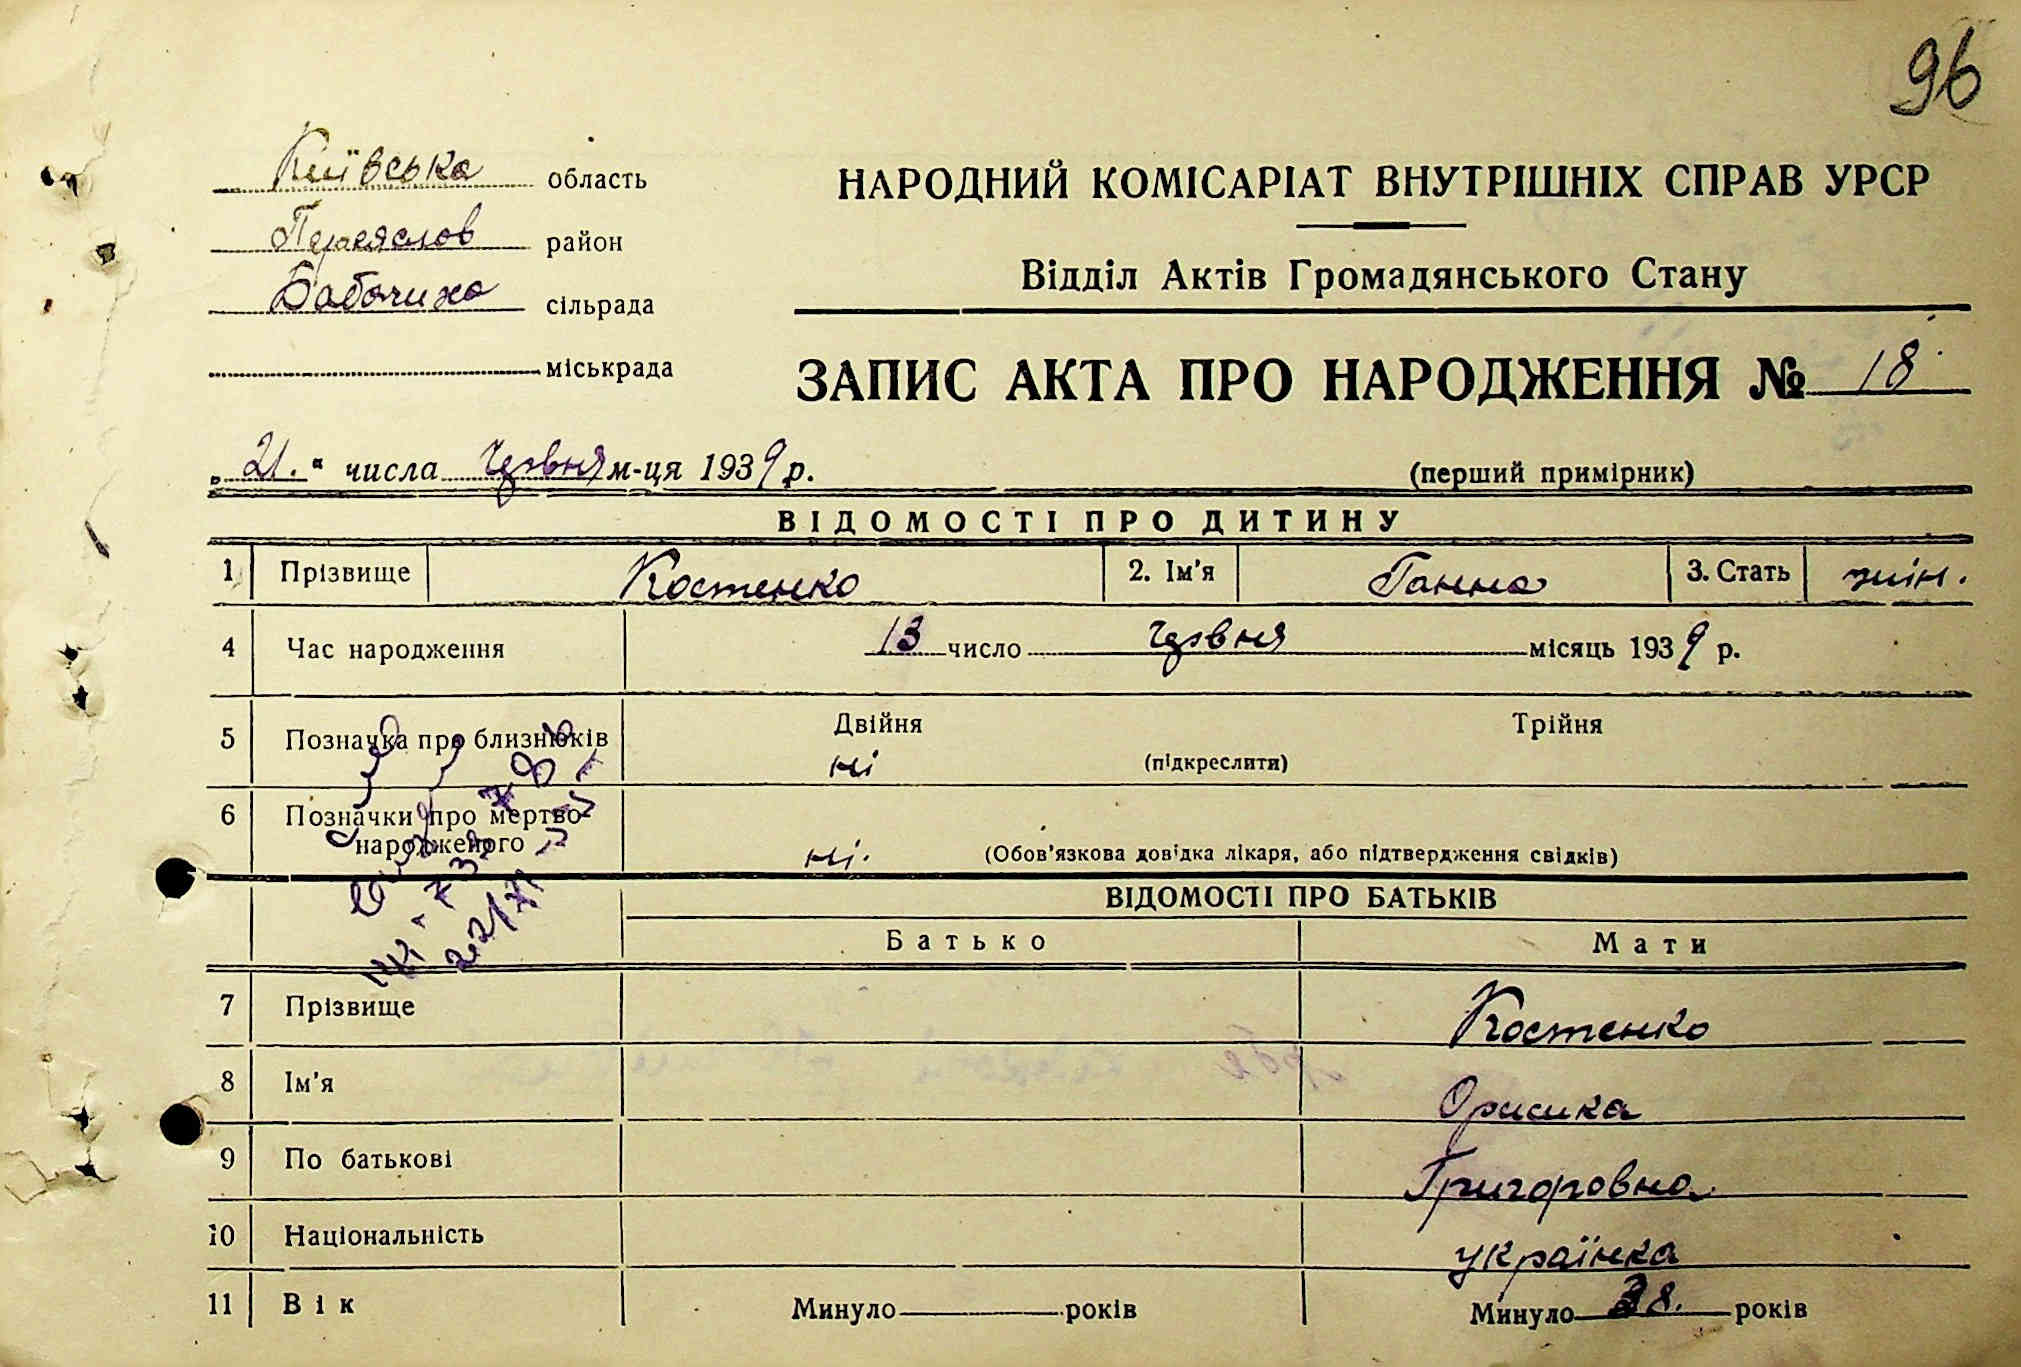 96
Київська область
Переяслов район
Бабачиха сільрада
міськрада
НАРОДНИЙ КОМІСАРІАТ ВНУТРІШНІХ СПРАВ УРСР
Відділ Актів Громадянського Стану
ЗАПИС АКТА ПРО НАРОДЖЕННЯ № 18
„21." числа червня м-ця 1939 р.
(перший примірник)
ВІДОМОСТІ ПРО ДИТИНУ
1 Прізвище Костенко 2. Ім'я Ганна 3. Стать жін.
4 Час народження 13 число червня місяць 1939 р.
5 Позначка про близнюків Двійня Трійня
ні (підкреслити)
6 Позначки про мертво-
народженого ні. (Обов'язкова довідка лікаря, або підтвердження свідків)
ВІДОМОСТІ ПРО БАТЬКІВ
Батько Мати
7 Прізвище Костенко
8 Ім'я Оришка
9 По батькові Григоровна
10 Національність українка
11 Вік Минуло років Минуло 38. років